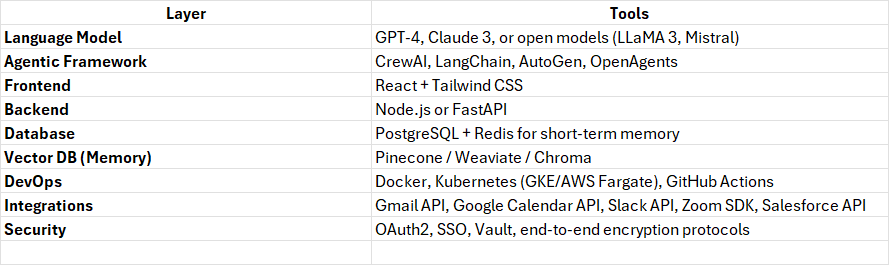 Layer Tools
Language Model GPT-4, Claude 3, or open models (LLaMA 3, Mistral)
Agentic Framework CrewAI, LangChain, AutoGen, OpenAgents
Frontend React + Tailwind CSS
Backend Node.js or FastAPI
Database PostgreSQL + Redis for short-term memory
Vector DB (Memory) Pinecone / Weaviate / Chroma
DevOps Docker, Kubernetes (GKE/AWS Fargate), GitHub Actions
Integrations Gmail API, Google Calendar API, Slack API, Zoom SDK, Salesforce API
Security OAuth2, SSO, Vault, end-to-end encryption protocols